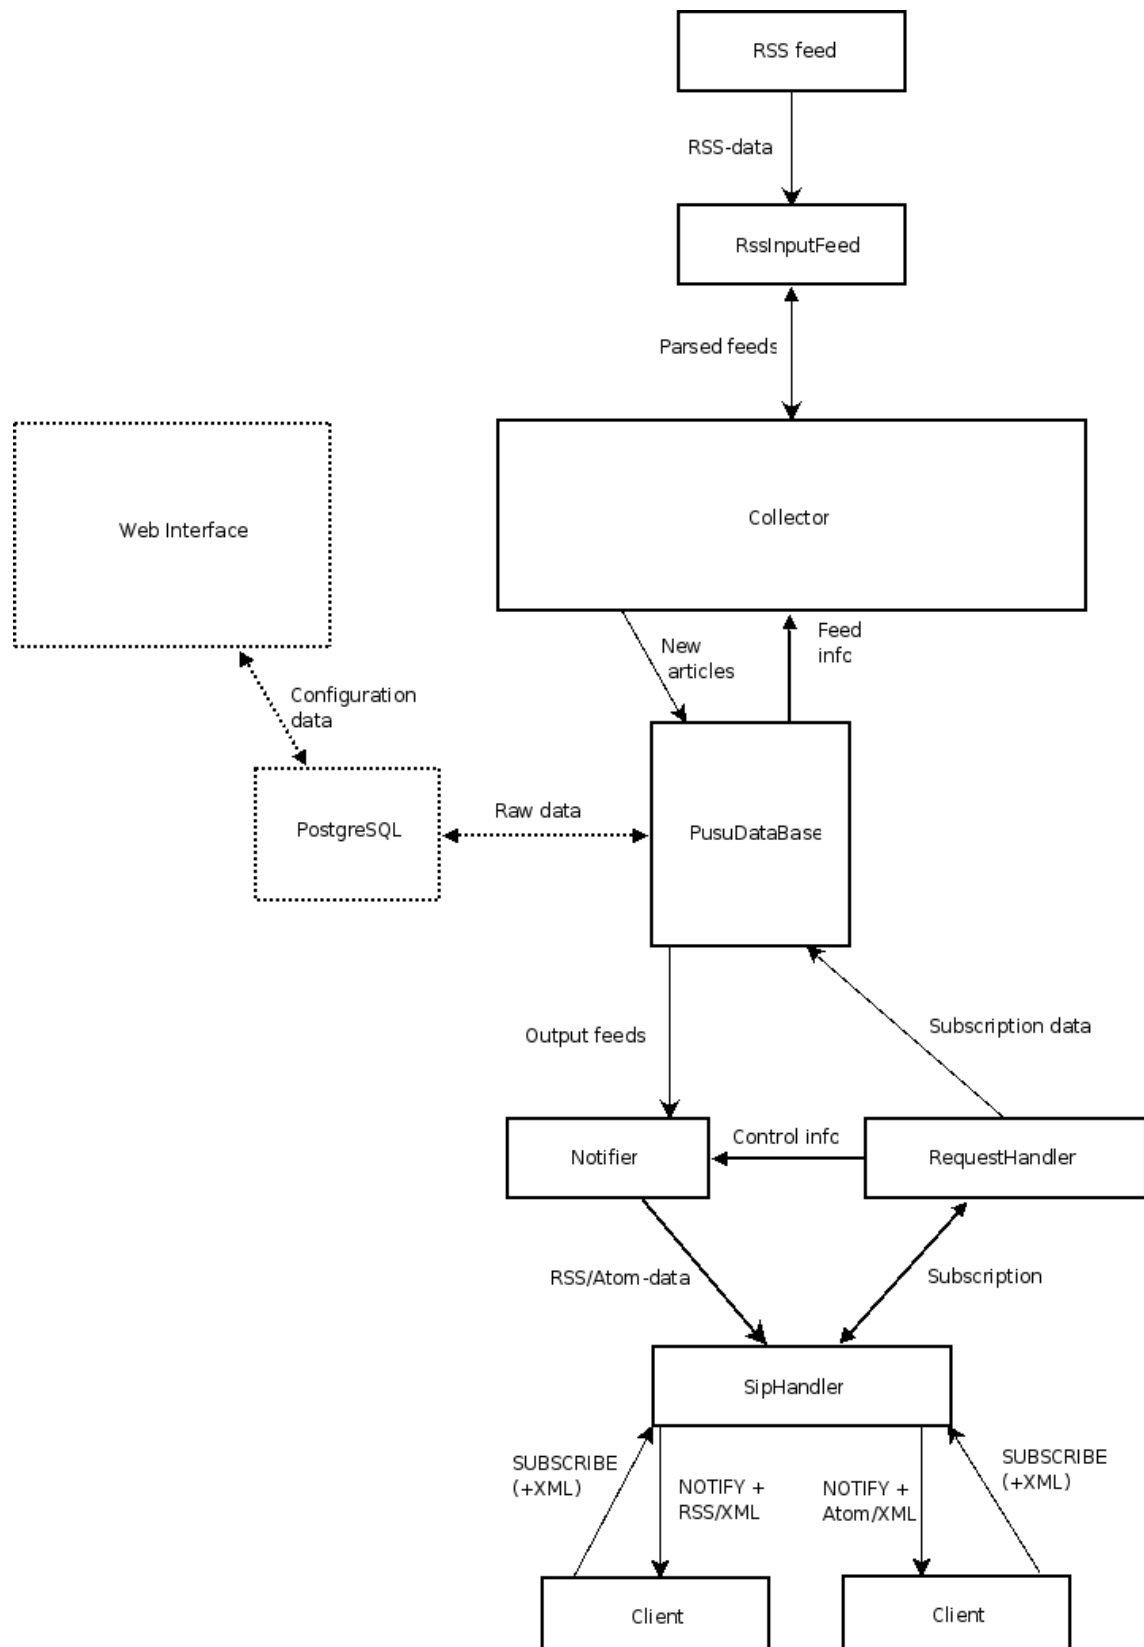 RSS feed
RSS-data
RssInputFeed
Parsed feeds
Collector
Web Interface
New
articles
Feed
info
Configuration
data
Raw data
PostgreSQL
PusuDataBase
Output feeds
Subscription data
Control info
Notifier
RequestHandler
RSS/Atom-data
Subscription
SipHandler
SUBSCRIBE
(+XML)
NOTIFY +
RSS/XML
NOTIFY +
Atom/XML
SUBSCRIBE
(+XML)
Client
Client